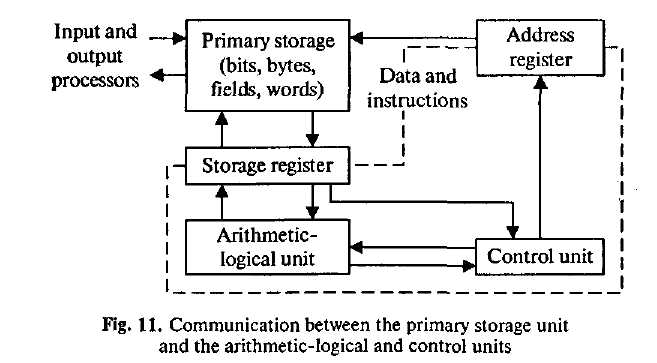 Input and
output
processors
Primary storage
(bits, bytes,
fields, words)
Address
register
Data and
instructions
Storage register
Arithmetic-
logical unit
Control unit
Fig. 11. Communication between the primary storage unit
and the arithmetic-logical and control units